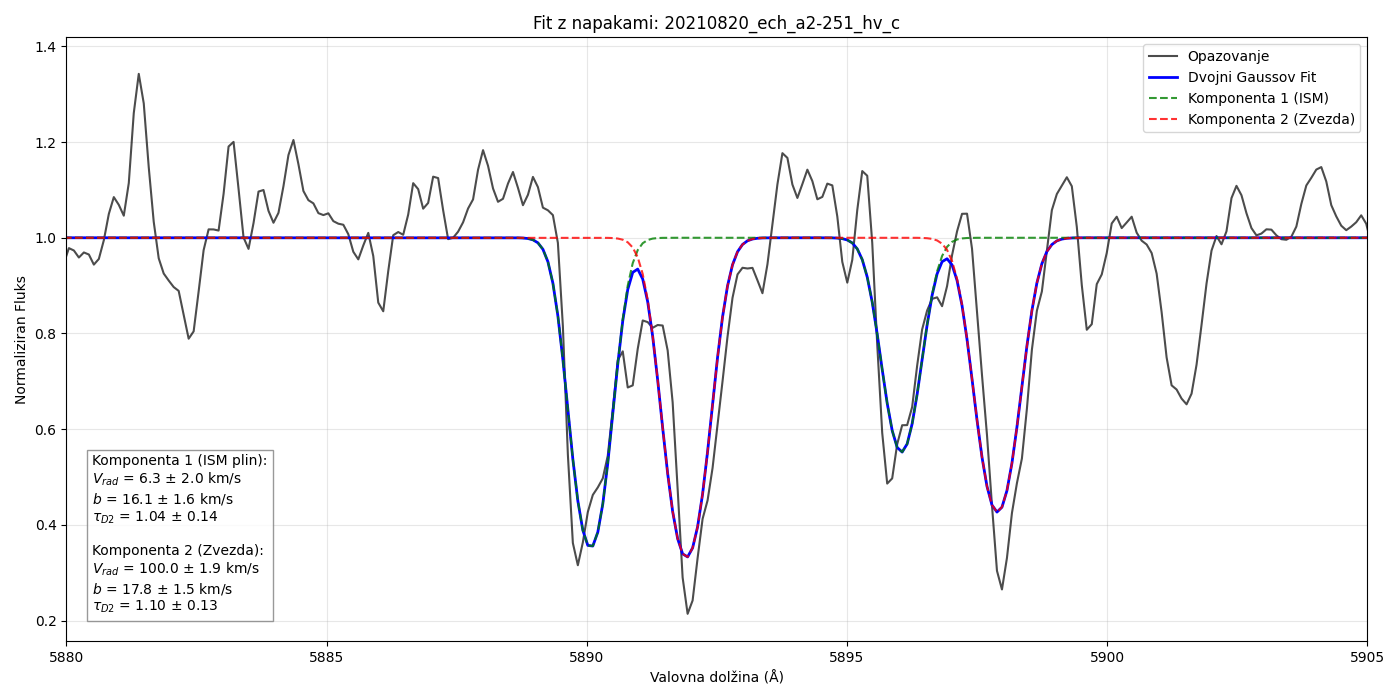 Fit z napakami: 20210820_ech_a2-251_hv_c
Normaliziran Fluks
1.4
1.2
1.0
0.8
0.6
0.4
0.2
Opazovanje
Dvojni Gaussov Fit
Komponenta 1 (ISM)
Komponenta 2 (Zvezda)
Komponenta 1 (ISM plin):
V_rad = 6.3 ± 2.0 km/s
b = 16.1 ± 1.6 km/s
τ_D2 = 1.04 ± 0.14
Komponenta 2 (Zvezda):
V_rad = 100.0 ± 1.9 km/s
b = 17.8 ± 1.5 km/s
τ_D2 = 1.10 ± 0.13
5880 5885 5890 5895 5900 5905
Valovna dolžina (Å)